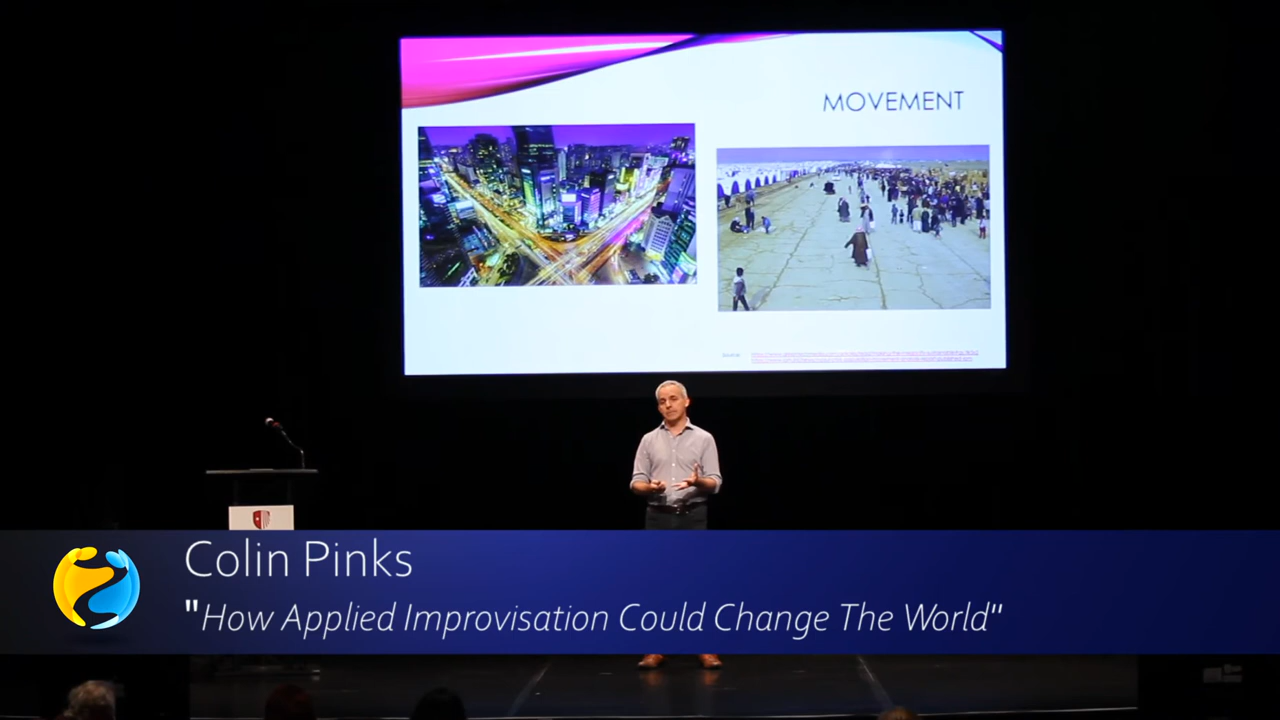 MOVEMENT
Colin Pinks
"How Applied Improvisation Could Change The World"